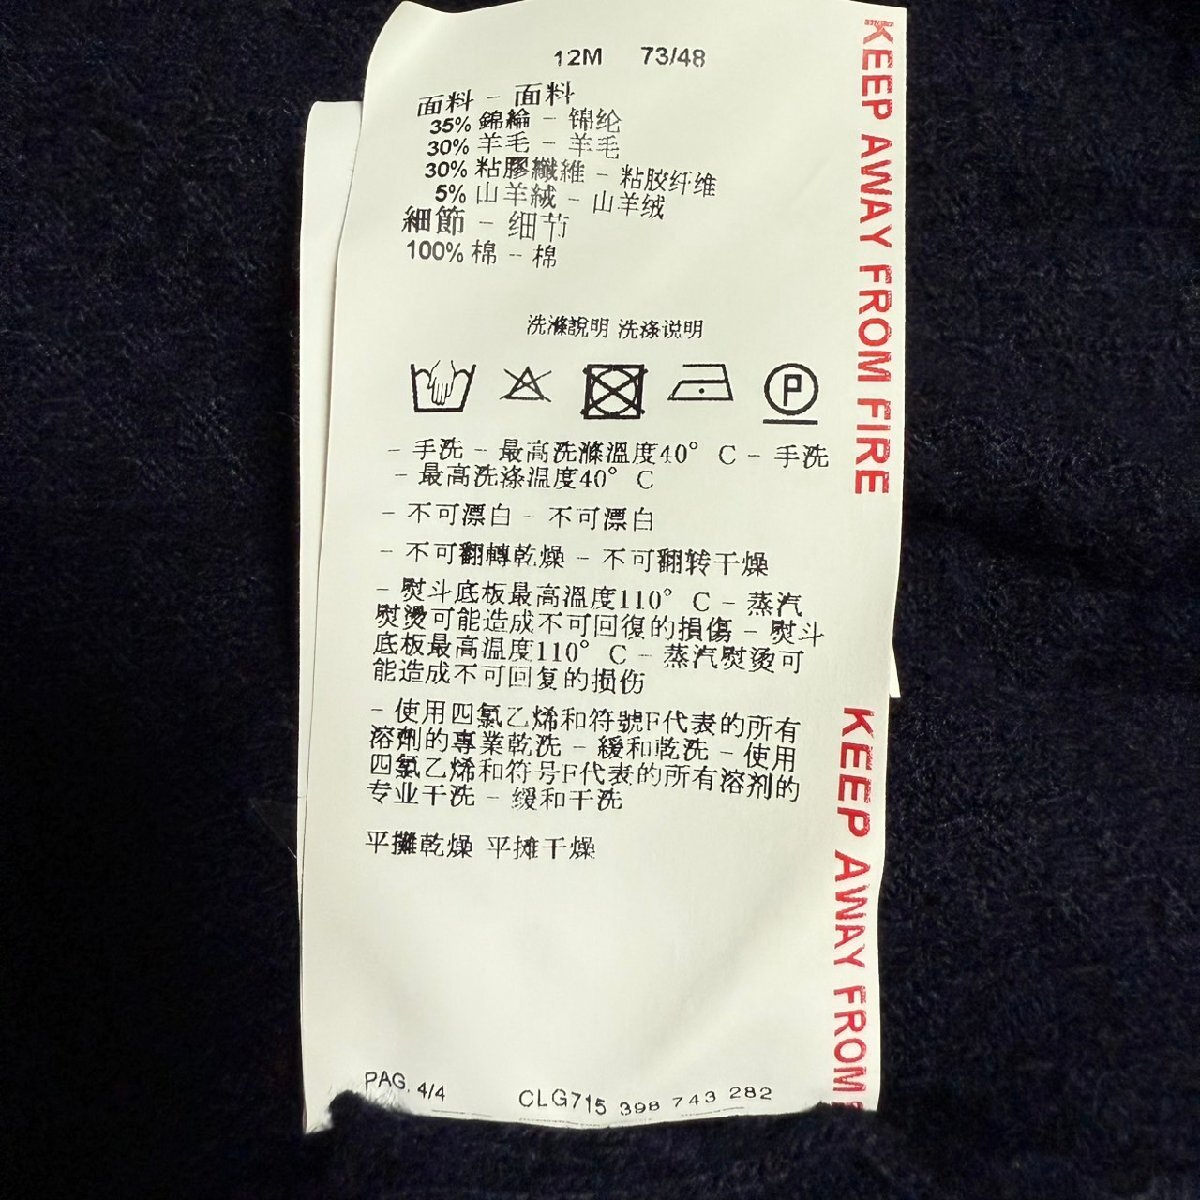 12M 73/48
面料 - 面料
35% 錦綸 - 锦纶
30% 羊毛 - 羊毛
30% 粘膠纖維 - 粘胶纤维
5% 山羊絨 - 山羊绒
細節 - 细节
100% 棉 - 棉
洗滌說明 洗涤说明
P
- 手洗 - 最高洗滌溫度40° C - 手洗
- 最高洗涤温度40° C
- 不可漂白 - 不可漂白
- 不可翻轉乾燥 - 不可翻转干燥
- 熨斗底板最高溫度110° C - 蒸汽
熨燙可能造成不可回復的損傷 - 熨斗
底板最高温度110° C - 蒸汽熨烫可
能造成不可回复的损伤
- 使用四氯乙烯和符號F代表的所有
溶劑的專業乾洗 - 緩和乾洗 - 使用
四氯乙烯和符号F代表的所有溶剂的
专业干洗 - 缓和干洗
平攤乾燥 平摊干燥
PAG. 4/4 CLG715 398 743 282
KEEP AWAY FROM FIRE
KEEP AWAY FROM F